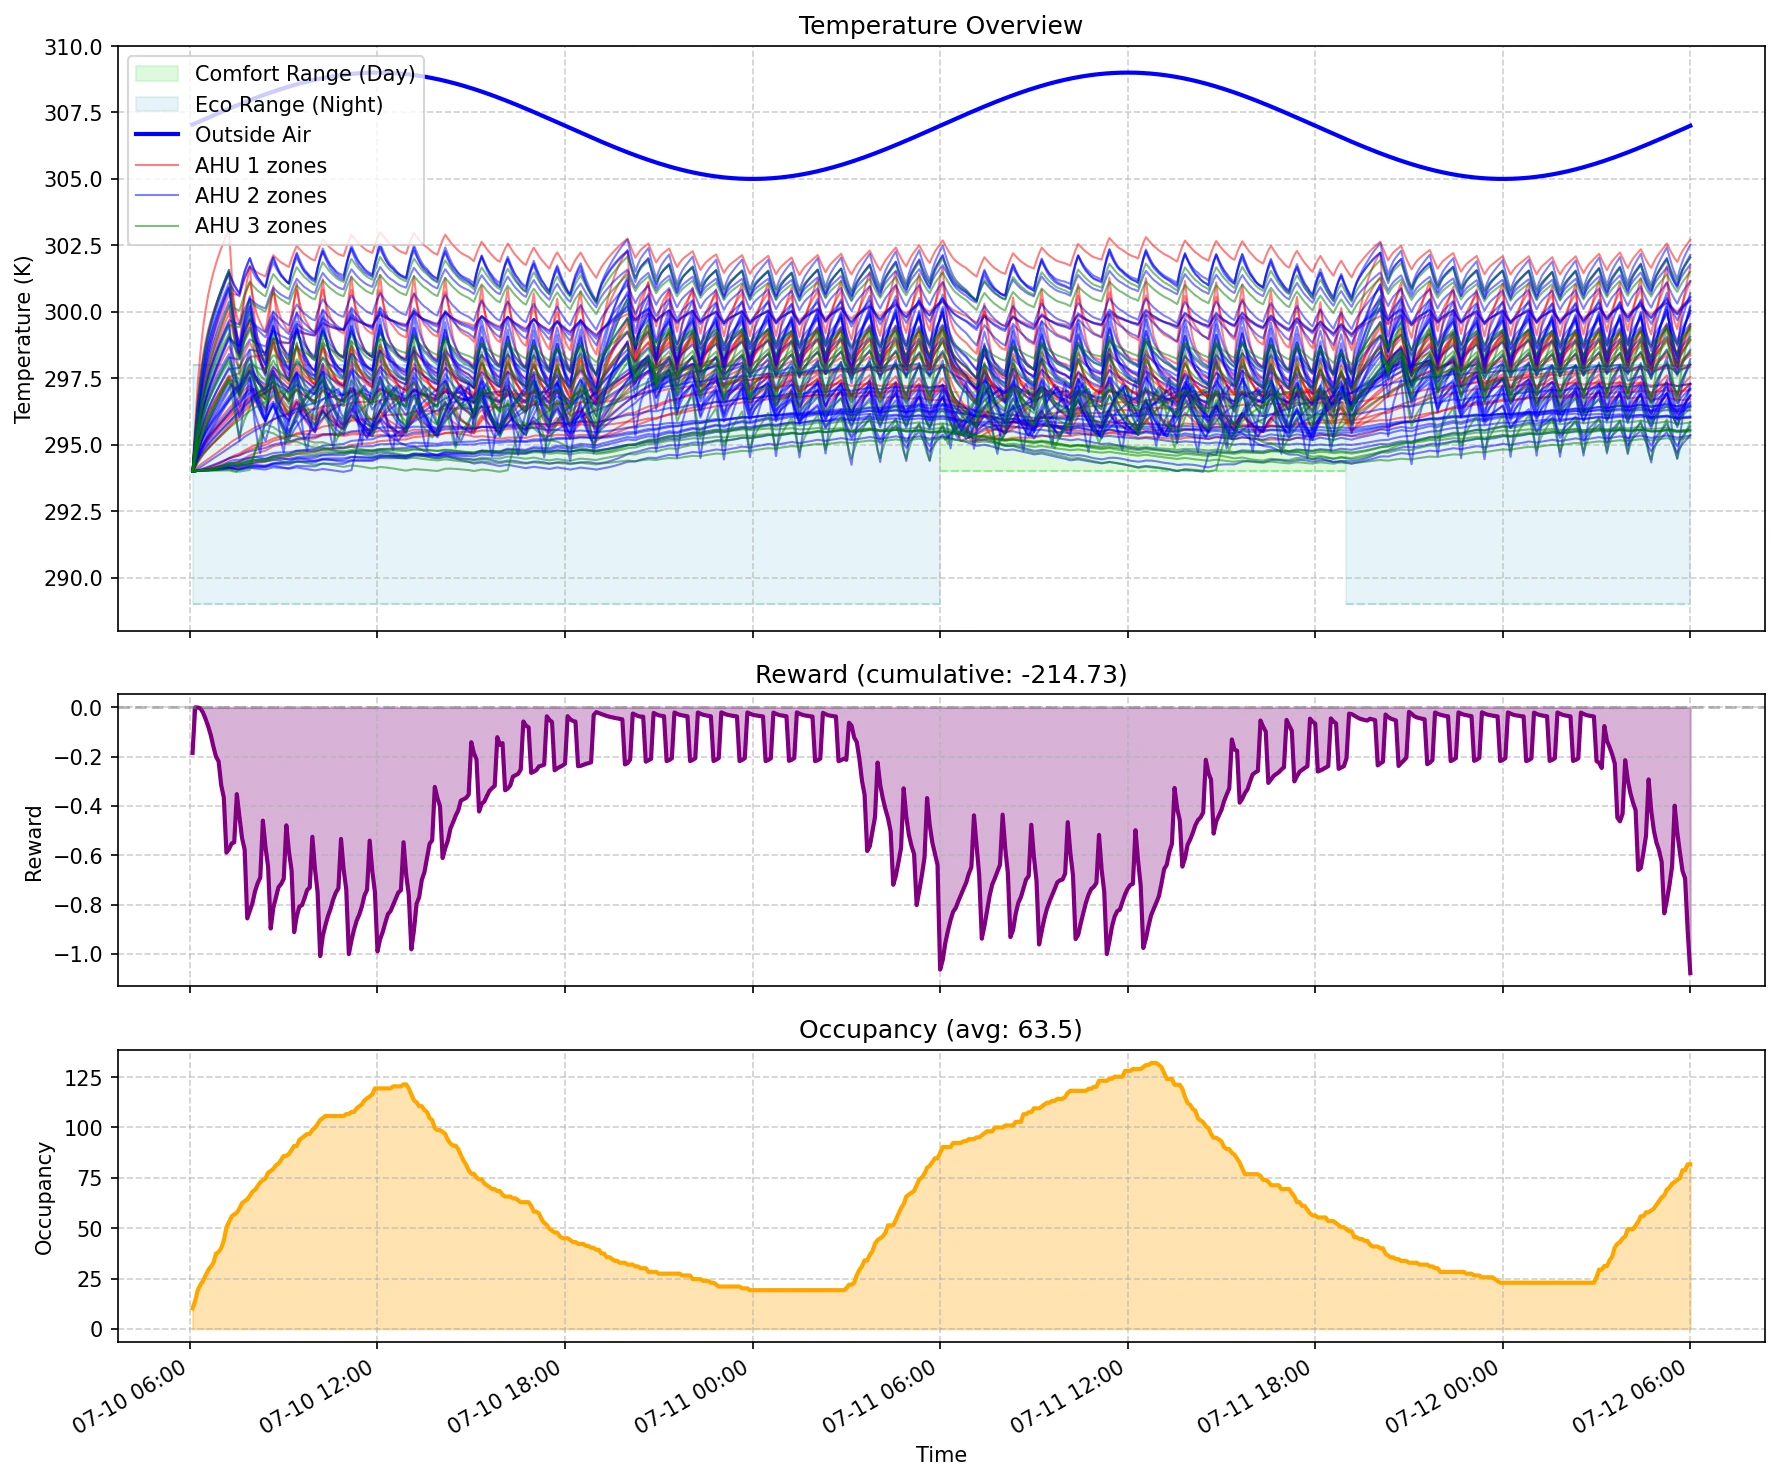 Temperature Overview
310.0
307.5
305.0
302.5
300.0
297.5
295.0
292.5
290.0
Temperature (K)
Comfort Range (Day)
Eco Range (Night)
Outside Air
AHU 1 zones
AHU 2 zones
AHU 3 zones
Reward (cumulative: -214.73)
0.0
−0.2
−0.4
−0.6
−0.8
−1.0
Reward
Occupancy (avg: 63.5)
125
100
75
50
25
0
Occupancy
07-10 06:00
07-10 12:00
07-10 18:00
07-11 00:00
07-11 06:00
07-11 12:00
07-11 18:00
07-12 00:00
07-12 06:00
Time